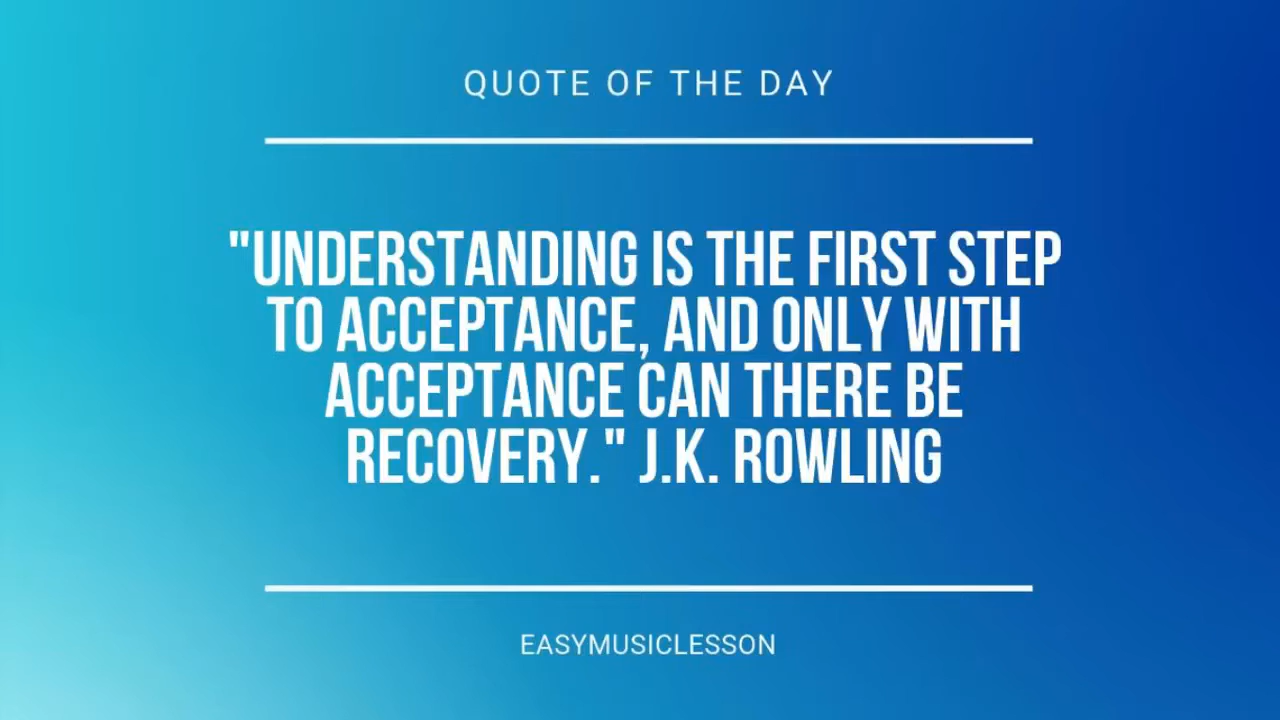 QUOTE OF THE DAY
"UNDERSTANDING IS THE FIRST STEP
TO ACCEPTANCE, AND ONLY WITH
ACCEPTANCE CAN THERE BE
RECOVERY." J.K. ROWLING
EASYMUSICLESSON